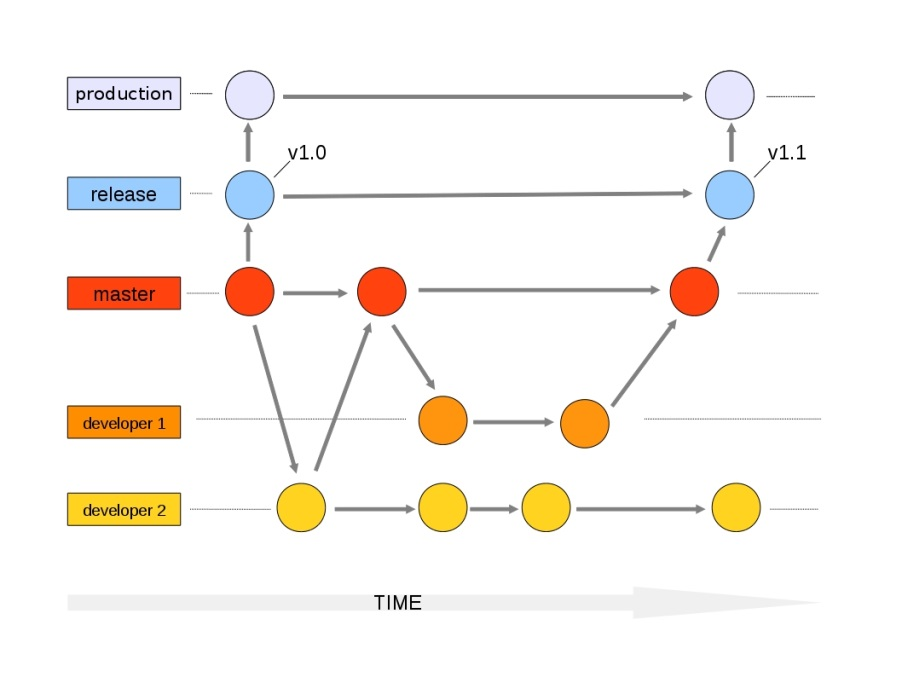 production
v1.0
v1.1
release
master
developer 1
developer 2
TIME